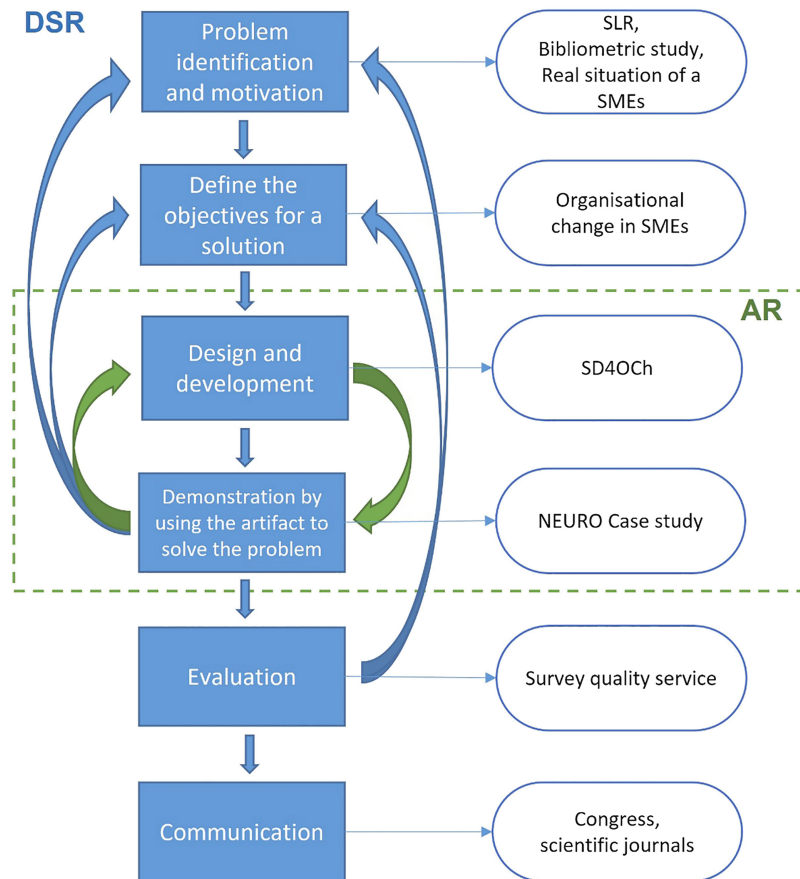 DSR
Problem
identification
and motivation
SLR,
Bibliometric study,
Real situation of a
SMEs
Define the
objectives for a
solution
Organisational
change in SMEs
AR
Design and
development
SD4OCh
Demonstration by
using the artifact to
solve the problem
NEURO Case study
Evaluation
Survey quality service
Communication
Congress,
scientific journals